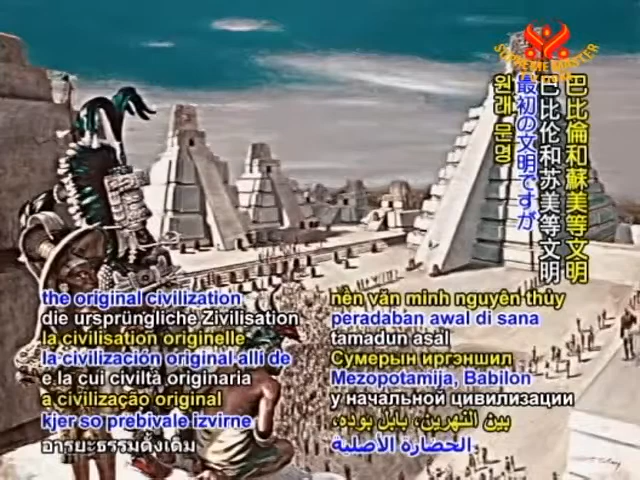 SUPREME MASTER
巴比倫和蘇美等文明
巴比伦和苏美等文明
最初の文明ですが
원래 문명
the original civilization
die ursprüngliche Zivilisation
la civilisation originelle
la civilización original allí de
e la cui civiltà originaria
a civilização original
kjer so prebivale izvirne
อารยะธรรมดั้งเดิม
nền văn minh nguyên thủy
peradaban awal di sana
tamadun asal
Сумерын иргэншил
Mezopotamija, Babilon
у начальной цивилизации
بين النهرين، بابل بوده،
الحضارة الأصلية